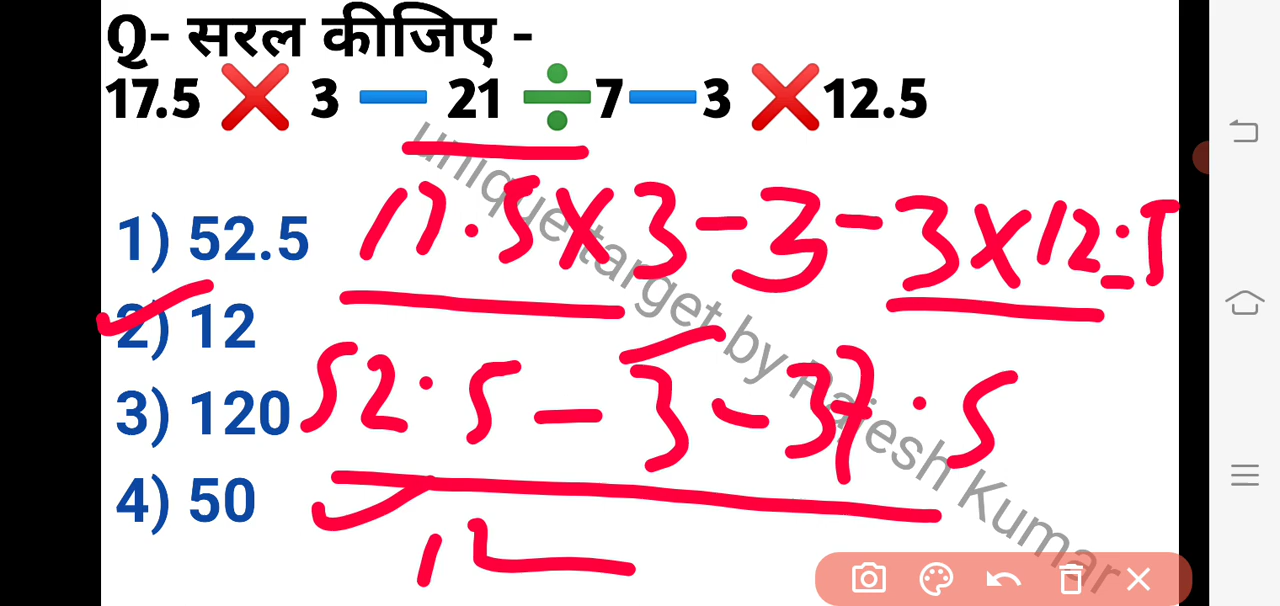 Q- सरल कीजिए -
17.5 ❌ 3 ➖ 21 ➗ 7 ➖ 3 ❌ 12.5
1) 52.5
2) 12
3) 120
4) 50
17.5 × 3 - 3 - 3 × 12.5
52.5 - 3 - 37.5
12
unique target by Rajesh Kumar